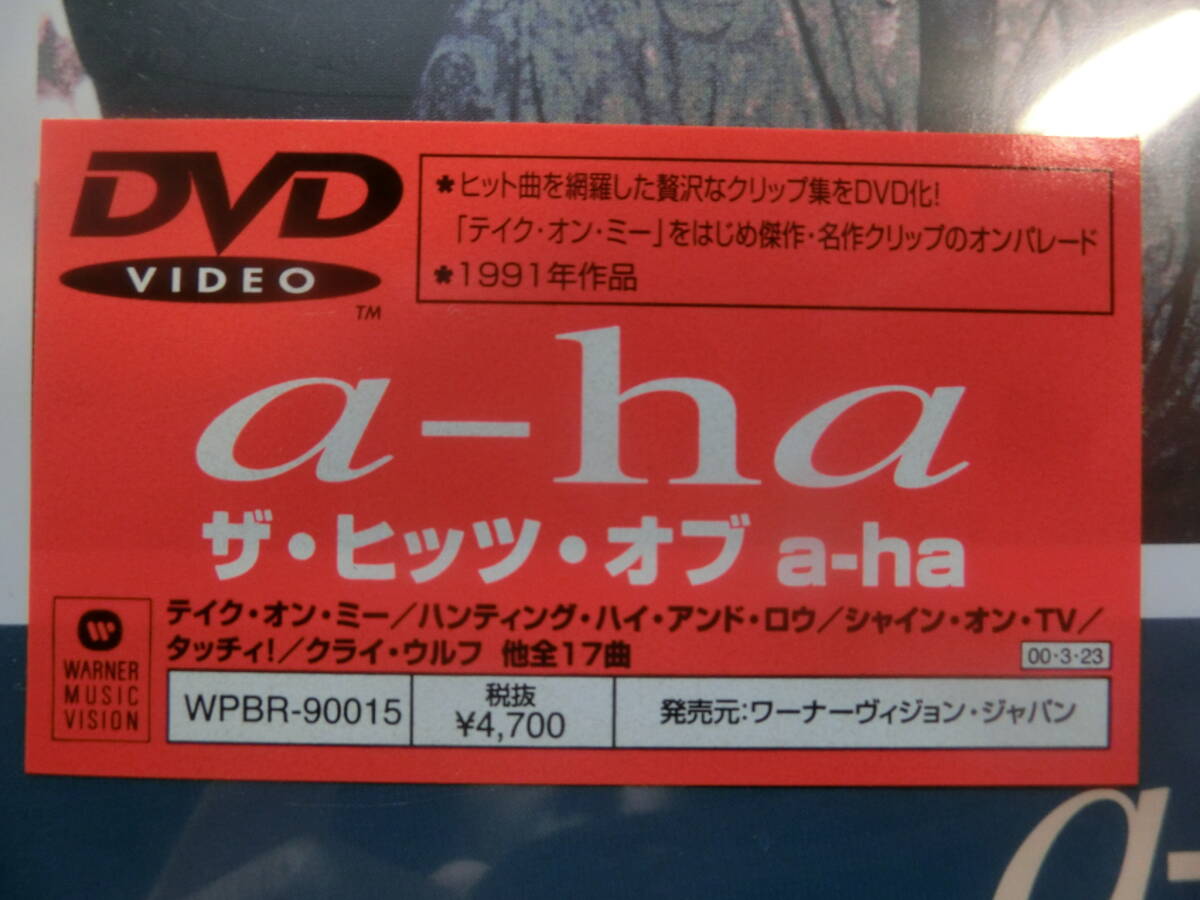 DVD
VIDEO
TM
＊ヒット曲を網羅した贅沢なクリップ集をDVD化!
「テイク・オン・ミー」をはじめ傑作・名作クリップのオンパレード
＊1991年作品
a-ha
ザ・ヒッツ・オブ a-ha
テイク・オン・ミー／ハンティング・ハイ・アンド・ロウ／シャイン・オン・TV／
タッチィ!／クライ・ウルフ 他全17曲
00・3・23
WARNER
MUSIC
VISION
WPBR-90015
税抜
¥4,700
発売元:ワーナーヴィジョン・ジャパン
a-